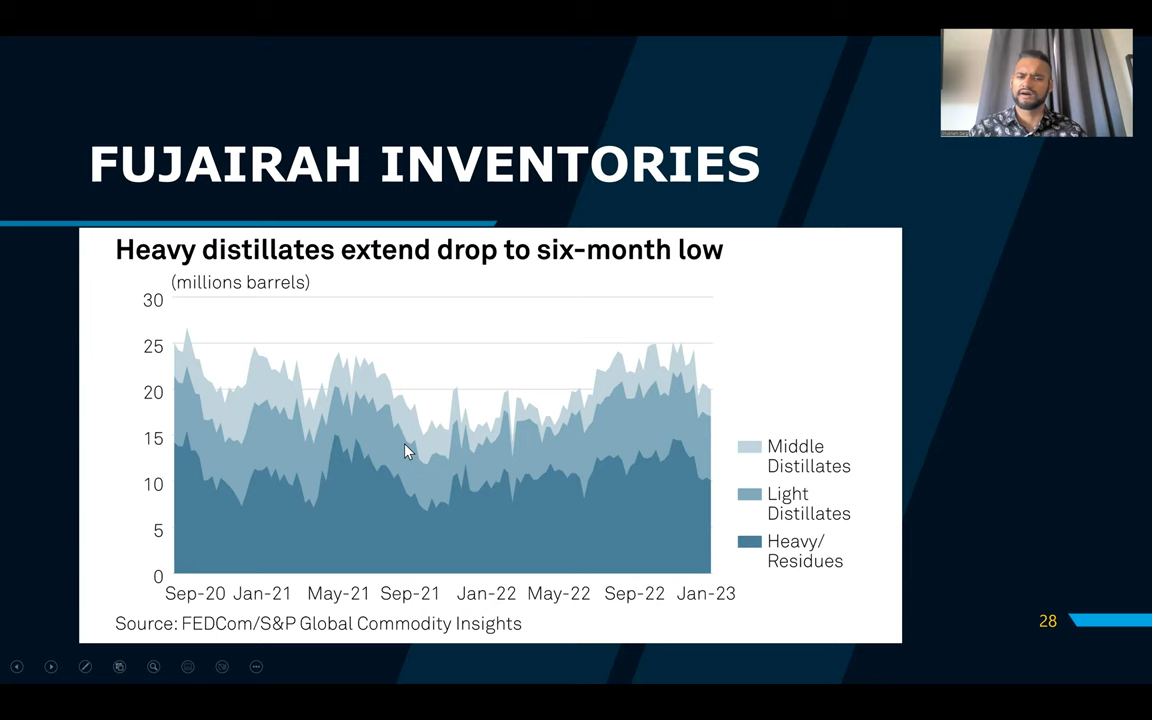 FUJAIRAH INVENTORIES
Heavy distillates extend drop to six-month low
(millions barrels)
30
25
20
15
10
5
0
Sep-20 Jan-21 May-21 Sep-21 Jan-22 May-22 Sep-22 Jan-23
Middle
Distillates
Light
Distillates
Heavy/
Residues
Source: FEDCom/S&P Global Commodity Insights
28